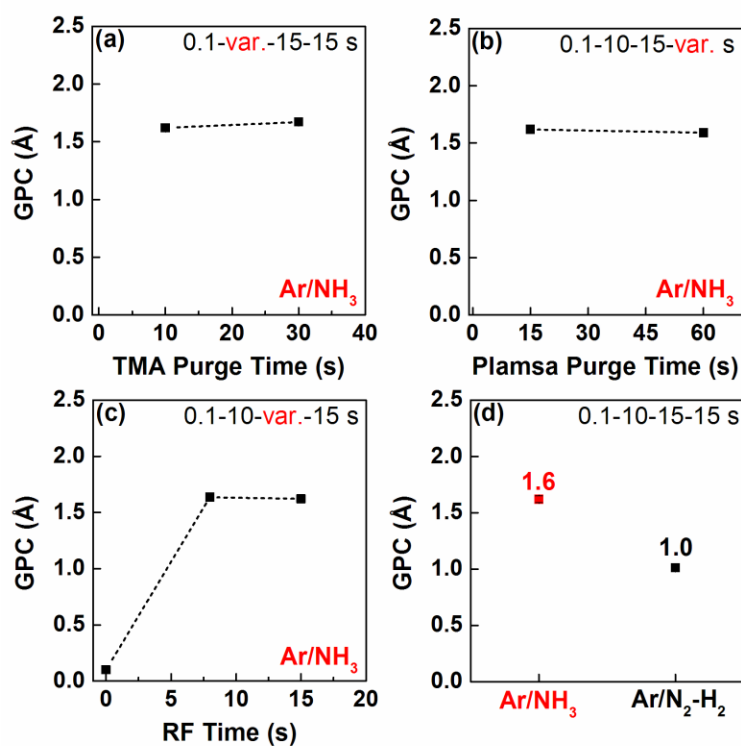 (a) 0.1-var.-15-15 s
2.5
2.0
1.5
1.0
0.5
0.0
GPC (Å)
Ar/NH₃
0 10 20 30 40
TMA Purge Time (s)
(b) 0.1-10-15-var. s
2.5
2.0
1.5
1.0
0.5
0.0
GPC (Å)
Ar/NH₃
0 15 30 45 60
Plamsa Purge Time (s)
(c) 0.1-10-var.-15 s
2.5
2.0
1.5
1.0
0.5
0.0
GPC (Å)
Ar/NH₃
0 5 10 15 20
RF Time (s)
(d) 0.1-10-15-15 s
2.5
2.0
1.5
1.0
0.5
0.0
GPC (Å)
1.6
1.0
Ar/NH₃ Ar/N₂-H₂